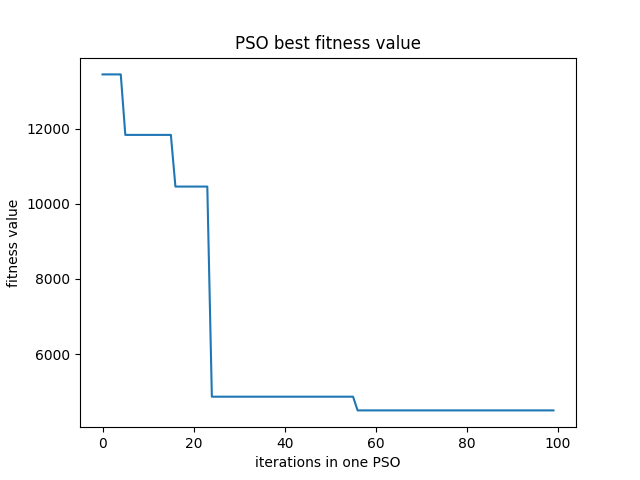 PSO best fitness value
fitness value
12000
10000
8000
6000
0 20 40 60 80 100
iterations in one PSO